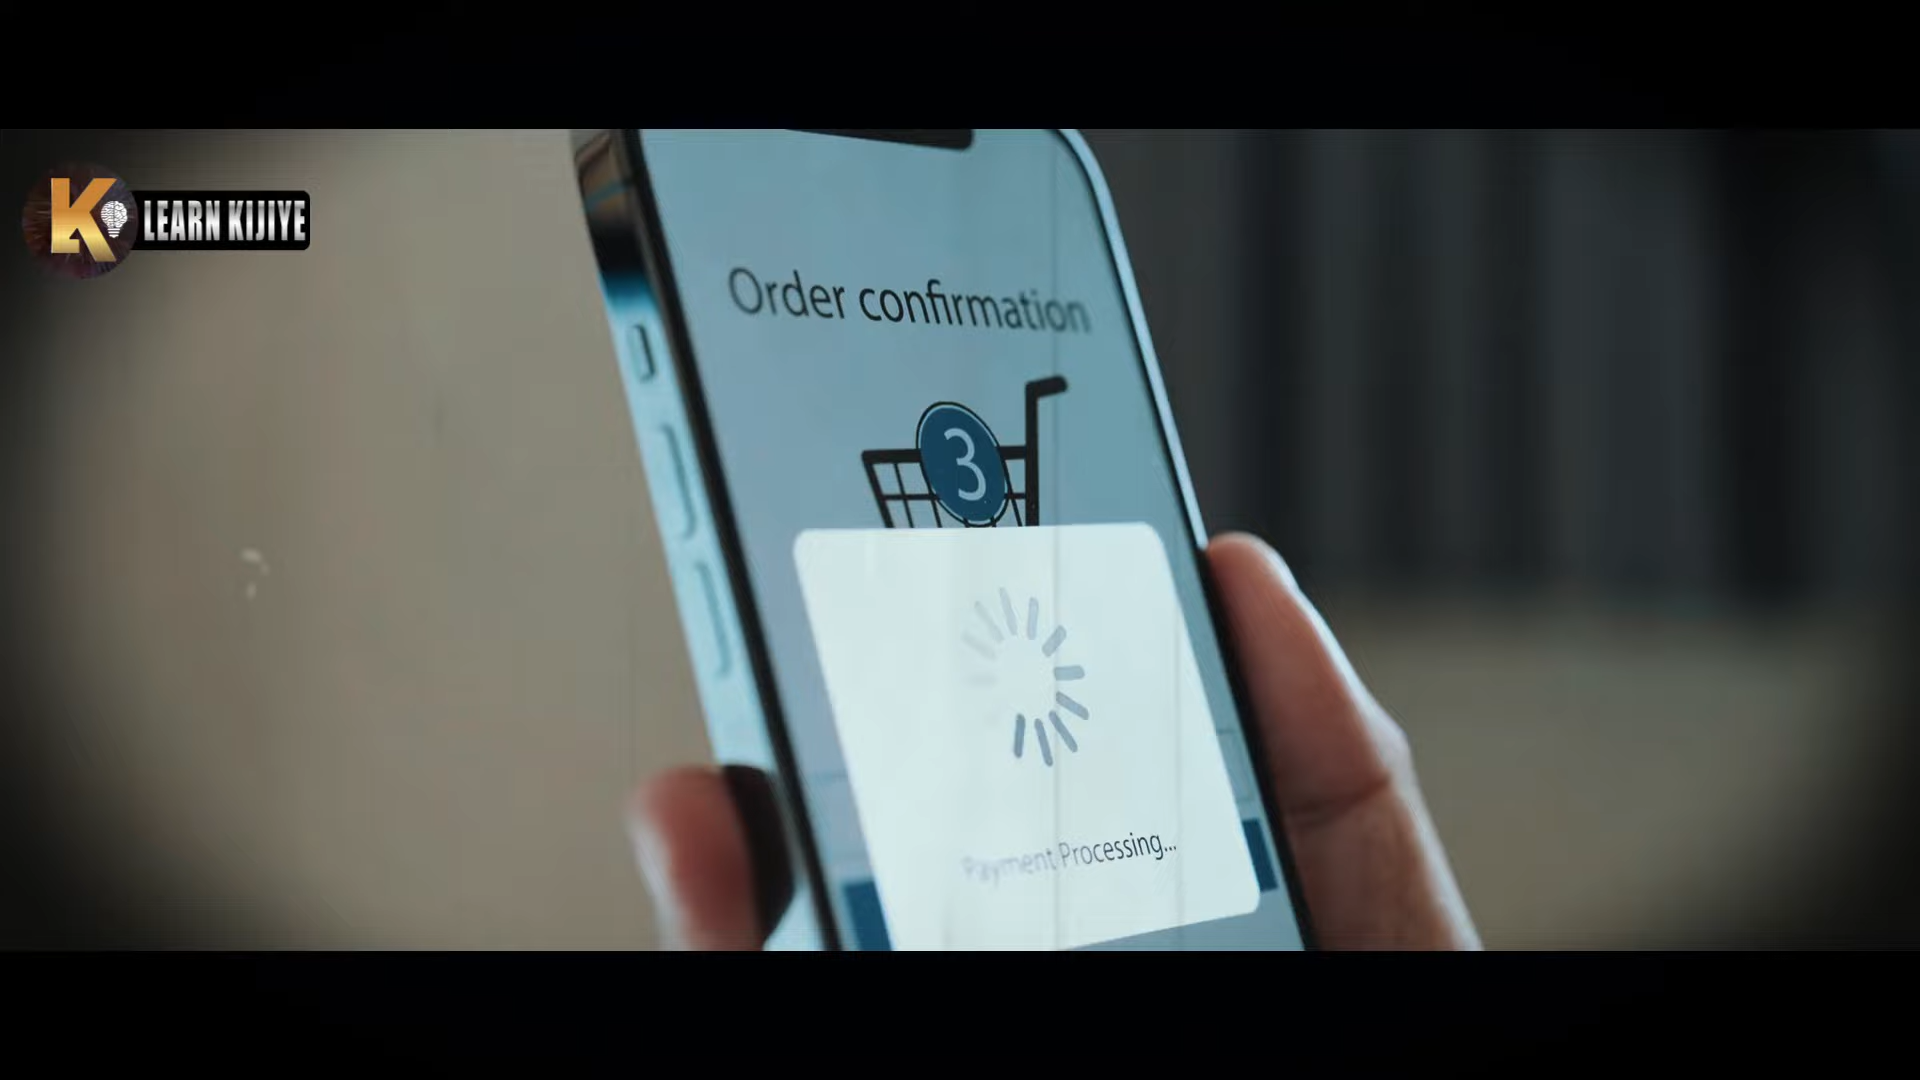 K
LEARN KIJIYE
Order confirmation
3
Payment Processing...